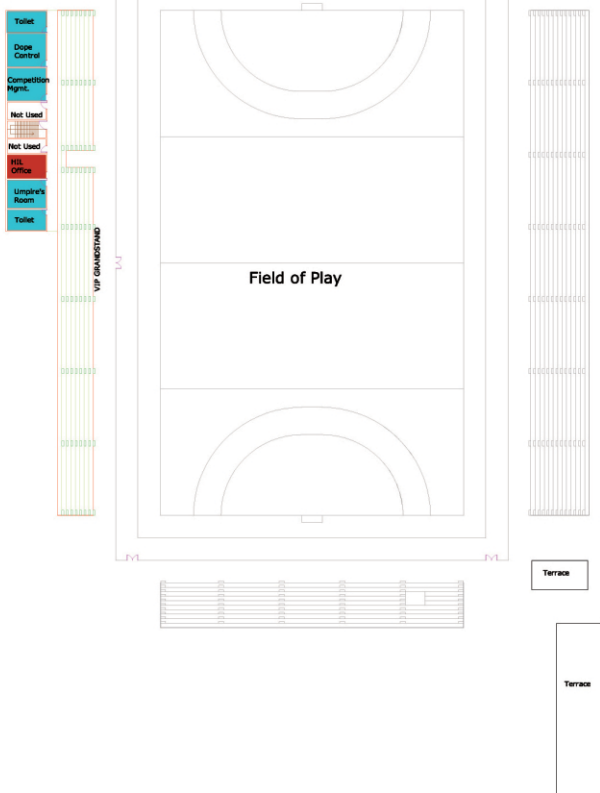 Toilet
Dope
Control
Competition
Mgmt.
Not Used
Not Used
HIL
Office
Umpire's
Room
Toilet
VIP GRANDSTAND
Field of Play
Terrace
Terrace